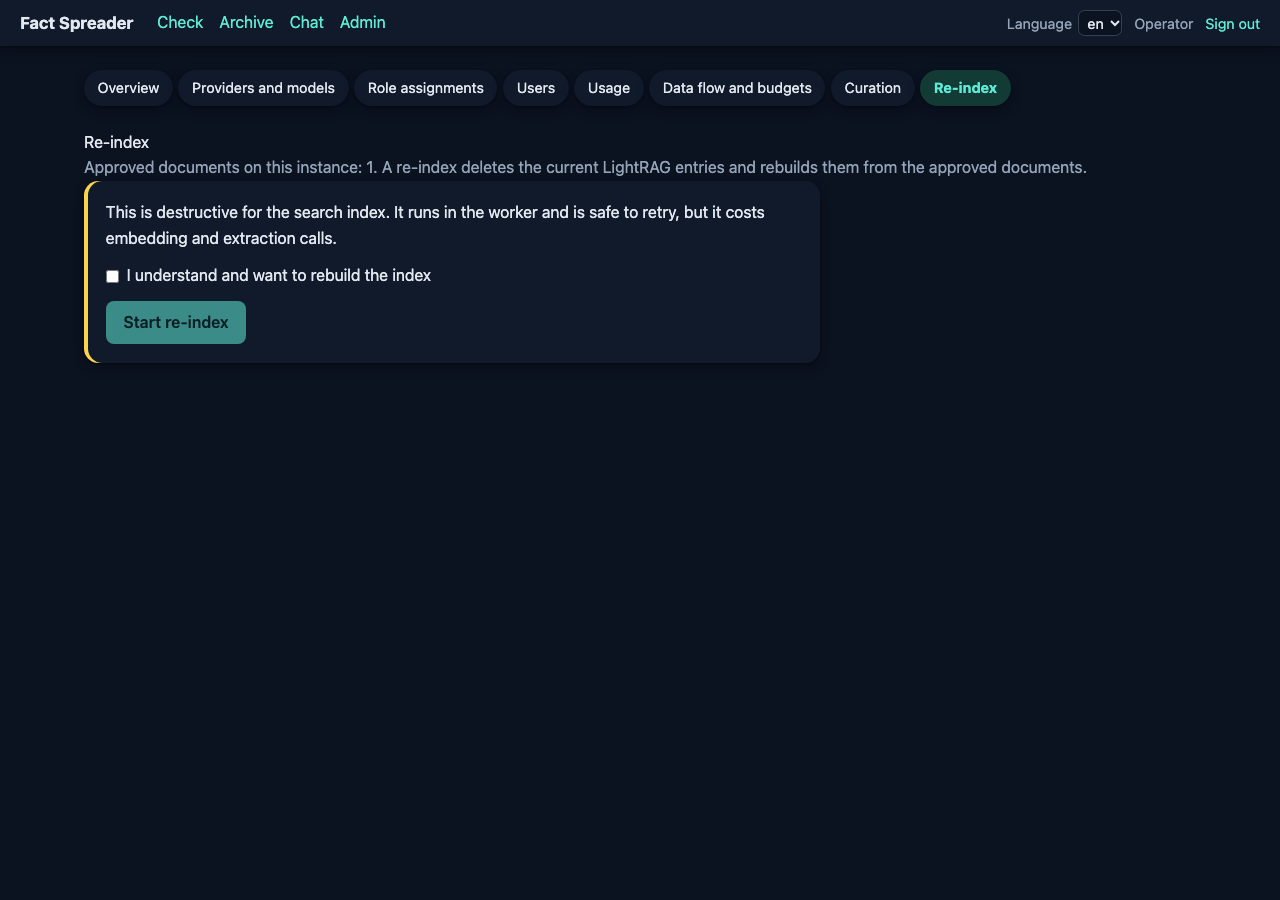 Fact Spreader Check Archive Chat Admin Language en Operator Sign out
Overview Providers and models Role assignments Users Usage Data flow and budgets Curation Re-index
Re-index
Approved documents on this instance: 1. A re-index deletes the current LightRAG entries and rebuilds them from the approved documents.
This is destructive for the search index. It runs in the worker and is safe to retry, but it costs
embedding and extraction calls.
I understand and want to rebuild the index
Start re-index